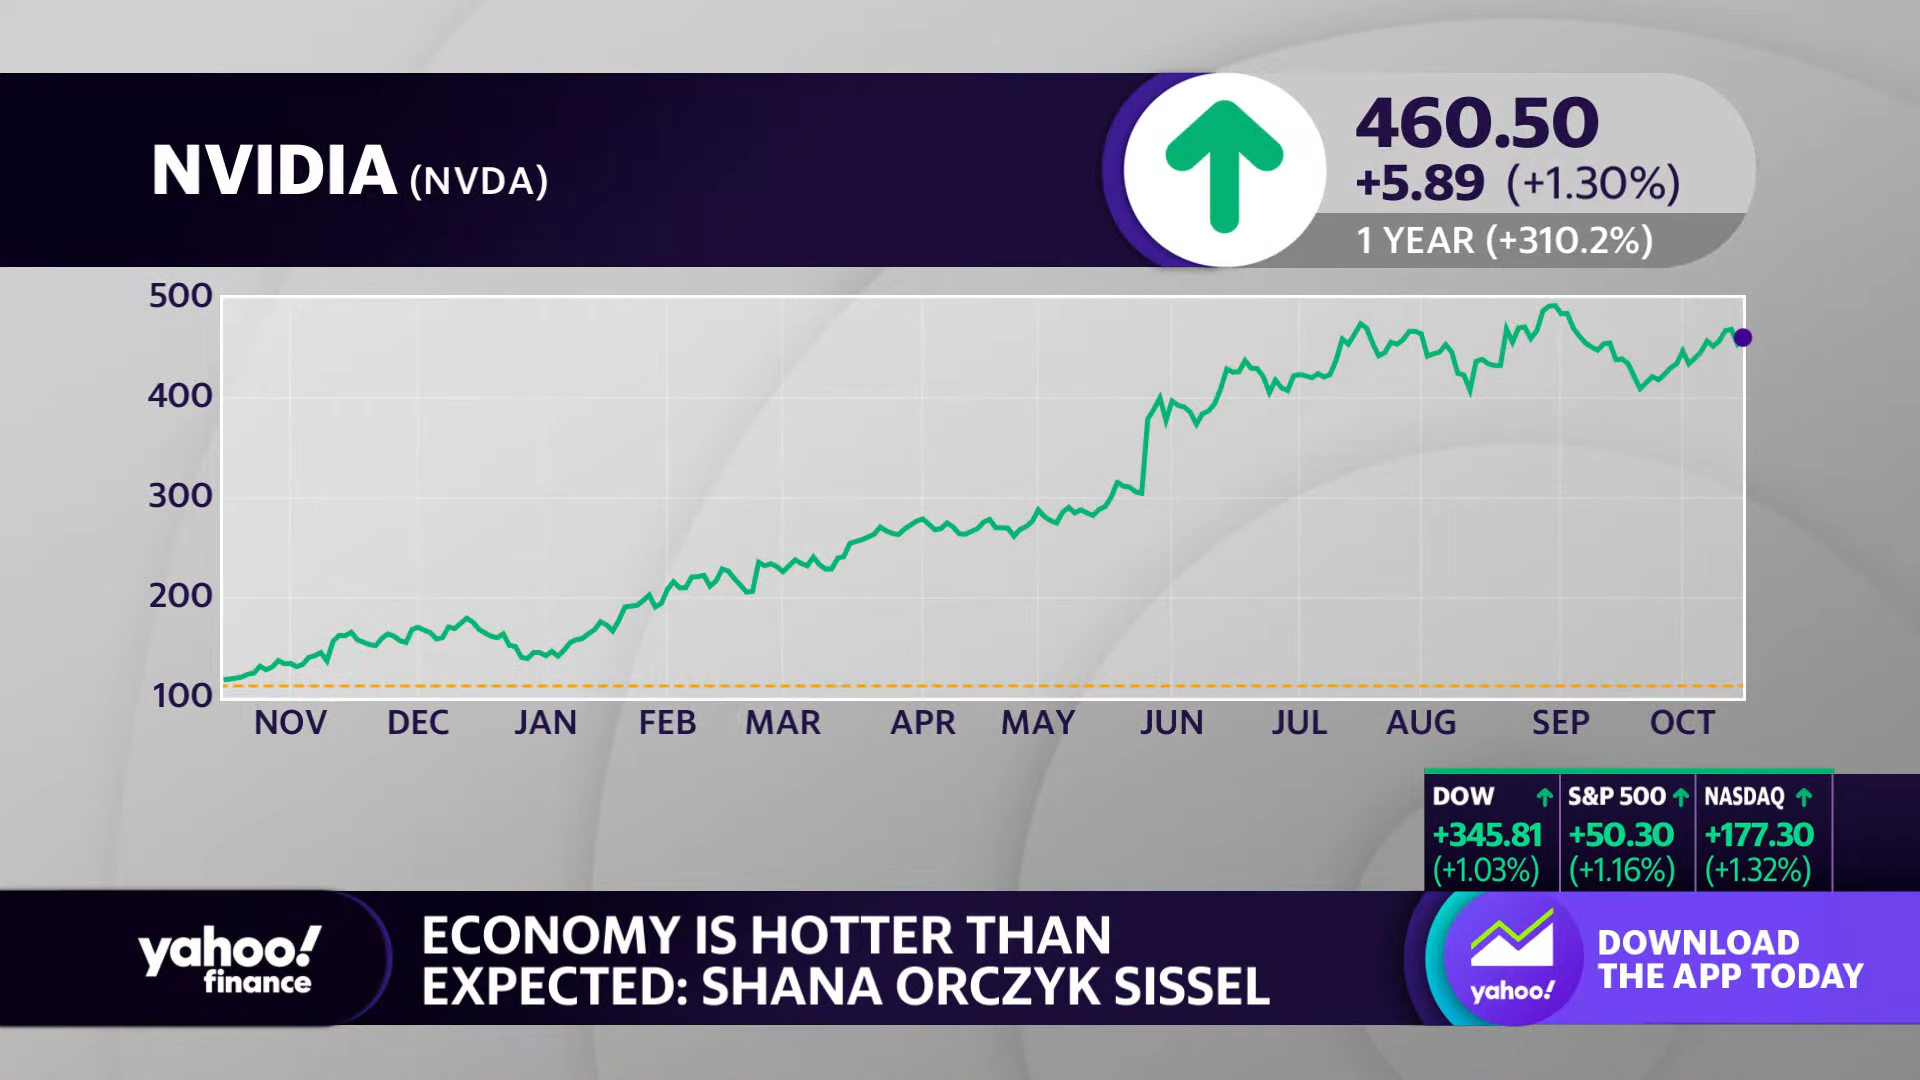 NVIDIA (NVDA)
460.50
+5.89 (+1.30%)
1 YEAR (+310.2%)
500
400
300
200
100
NOV DEC JAN FEB MAR APR MAY JUN JUL AUG SEP OCT
DOW S&P 500 NASDAQ
+345.81 +50.30 +177.30
(+1.03%) (+1.16%) (+1.32%)
yahoo!
finance
ECONOMY IS HOTTER THAN
EXPECTED: SHANA ORCZYK SISSEL
yahoo!
DOWNLOAD
THE APP TODAY